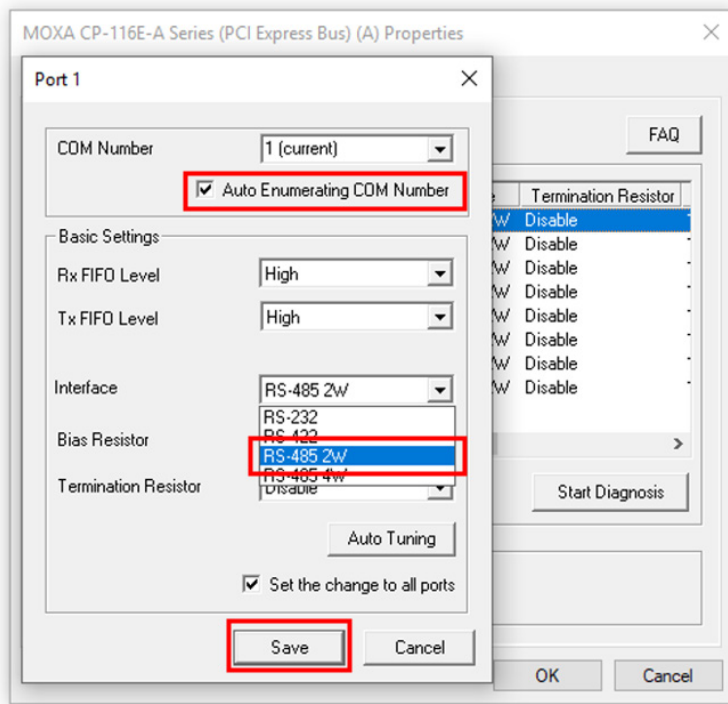 MOXA CP-116E-A Series (PCI Express Bus) (A) Properties
Port 1
COM Number
1 (current)
Auto Enumerating COM Number
Basic Settings
Rx FIFO Level
High
Tx FIFO Level
High
Interface
RS-485 2W
RS-232
RS-422
RS-485 2W
RS-485 4W
Bias Resistor
Termination Resistor
Disable
Auto Tuning
Set the change to all ports
Save
Cancel
FAQ
Termination Resistor
Disable
Disable
Disable
Disable
Disable
Disable
Disable
Disable
Start Diagnosis
OK
Cancel